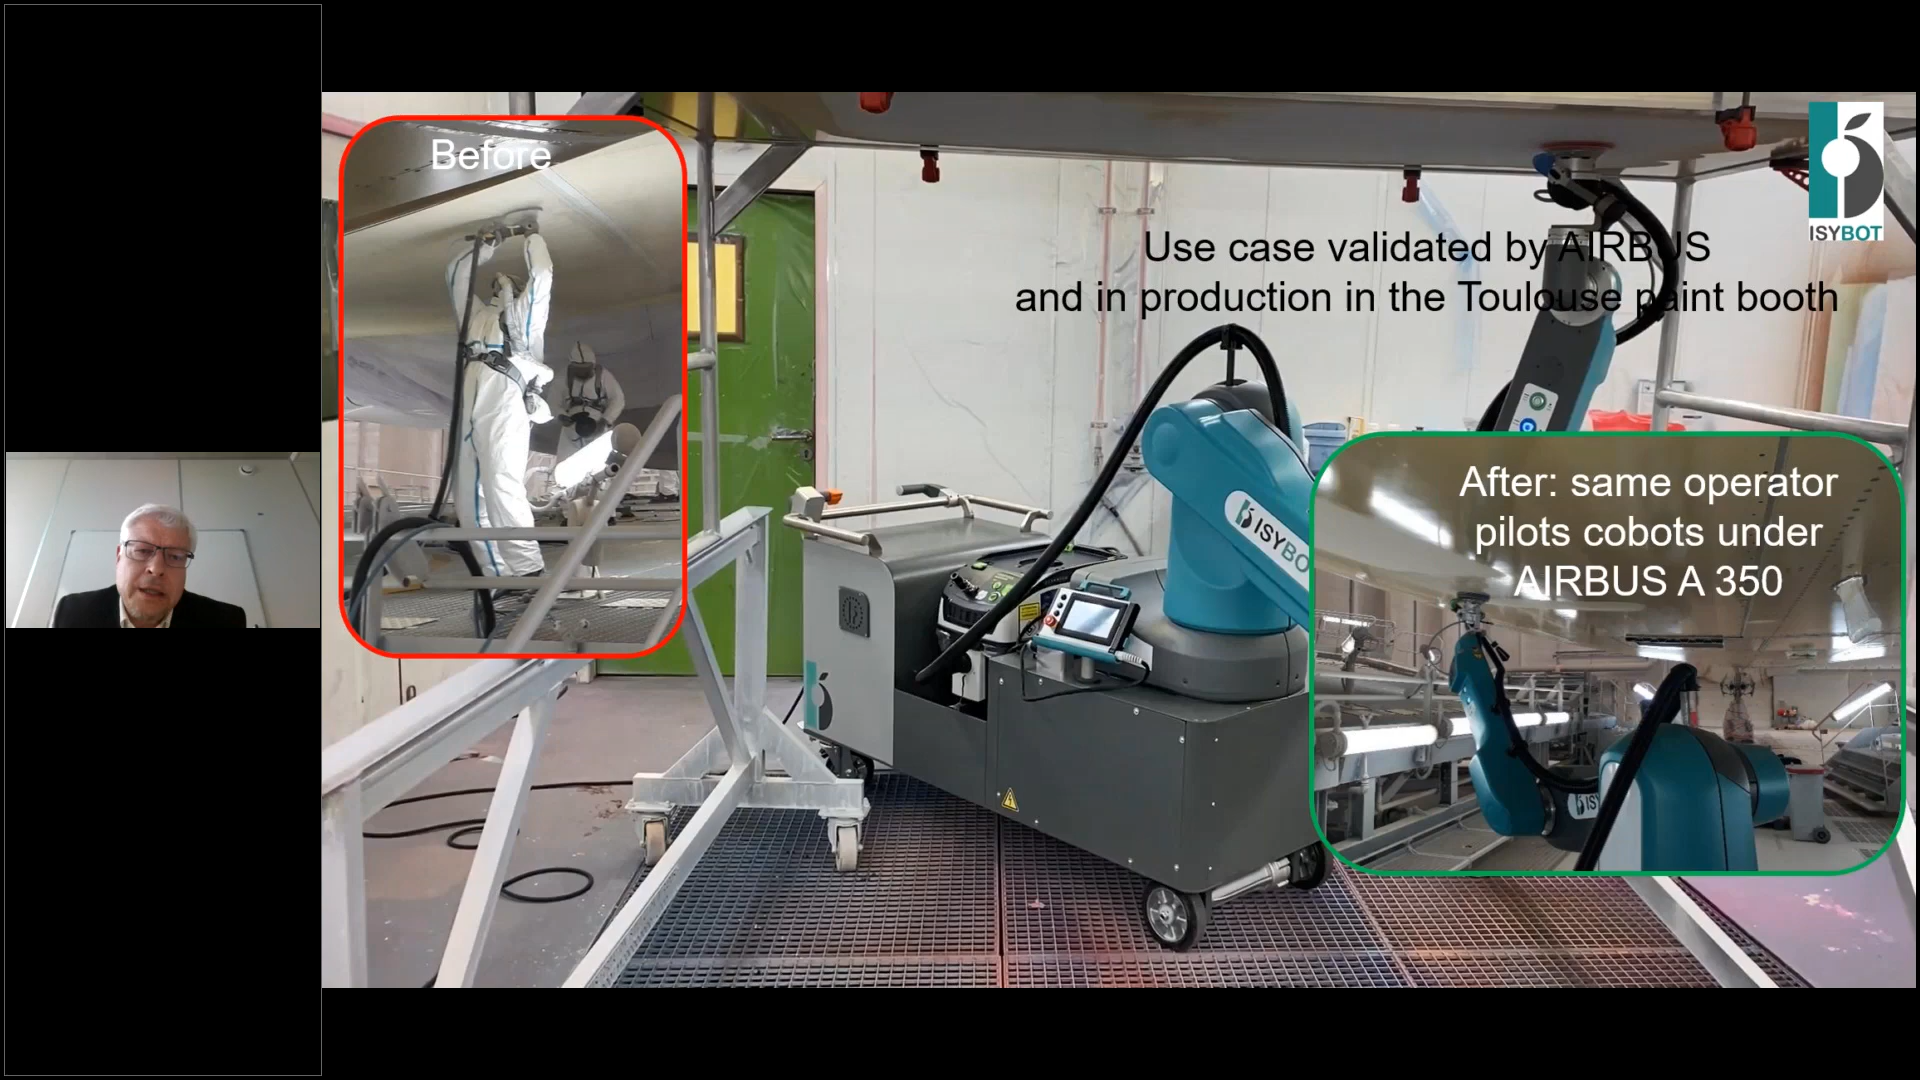 Before
ISYBOT
Use case validated by AIRBUS
and in production in the Toulouse paint booth
ISYBO
After: same operator
pilots cobots under
AIRBUS A 350
ISY